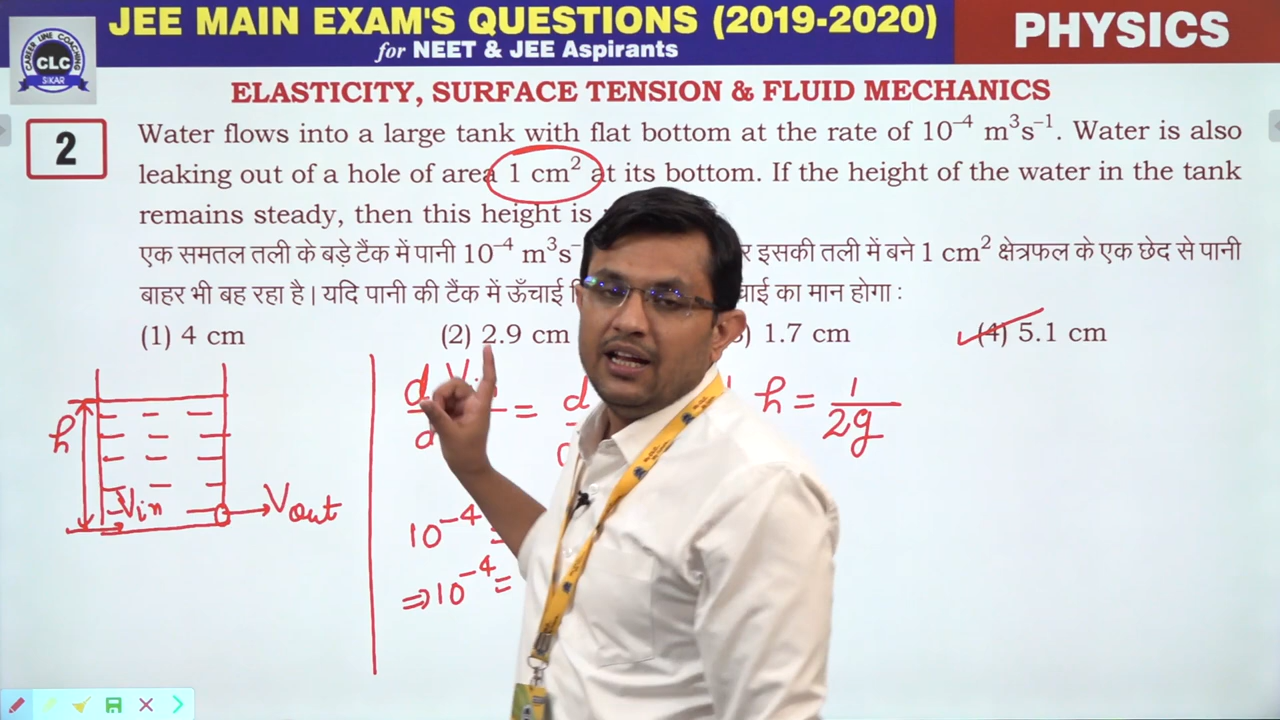 JEE MAIN EXAM'S QUESTIONS (2019-2020)
for NEET & JEE Aspirants
PHYSICS
CAREER LINE COACHING
CLC
SIKAR
ELASTICITY, SURFACE TENSION & FLUID MECHANICS
2
Water flows into a large tank with flat bottom at the rate of 10⁻⁴ m³s⁻¹. Water is also
leaking out of a hole of area 1 cm² at its bottom. If the height of the water in the tank
remains steady, then this height is
एक समतल तली के बड़े टैंक में पानी 10⁻⁴ m³s⁻ इसकी तली में बने 1 cm² क्षेत्रफल के एक छेद से पानी
बाहर भी बह रहा है। यदि पानी की टैंक में ऊँचाई का मान होगा :
(1) 4 cm (2) 2.9 cm 1.7 cm (4) 5.1 cm
h
Vin
Vout
d Vin = d
d
h = 1/2g
10⁻⁴ =
⇒ 10⁻⁴ =